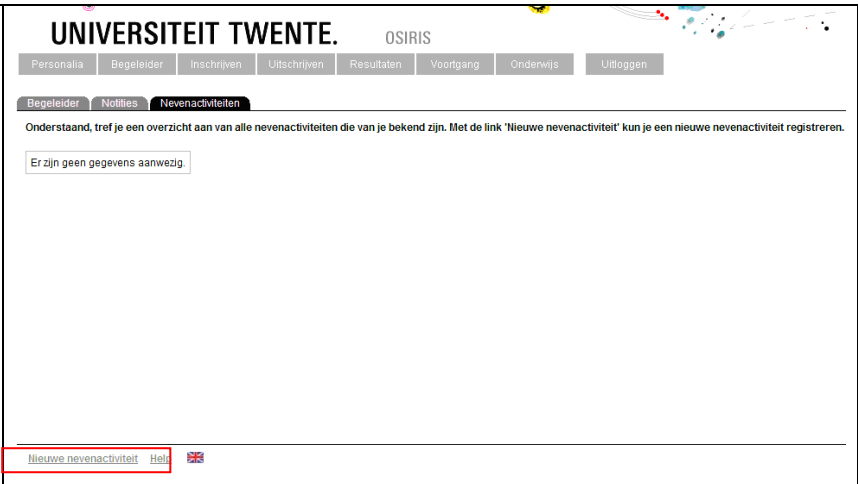 UNIVERSITEIT TWENTE. OSIRIS
Personalia Begeleider Inschrijven Uitschrijven Resultaten Voortgang Onderwijs Uitloggen
Begeleider Notities Nevenactiviteiten
Onderstaand, tref je een overzicht aan van alle nevenactiviteiten die van je bekend zijn. Met de link 'Nieuwe nevenactiviteit' kun je een nieuwe nevenactiviteit registreren.
Er zijn geen gegevens aanwezig.
Nieuwe nevenactiviteit Help